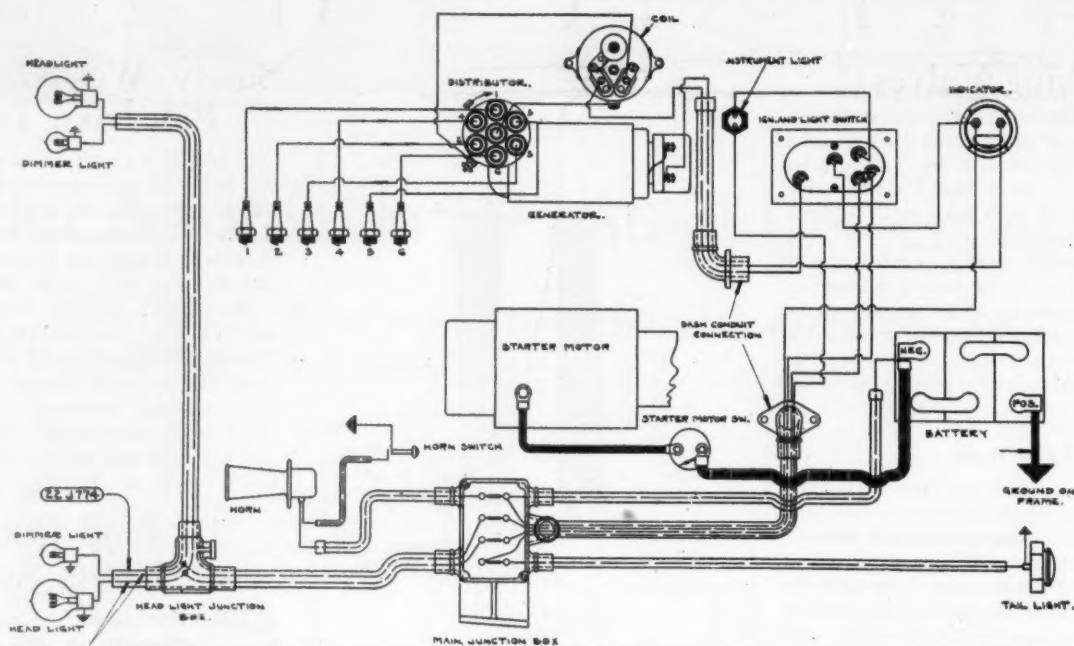 COIL
HEADLIGHT
INSTRUMENT LIGHT
INDICATOR.
DISTRIBUTOR.
IGN. AND LIGHT SWITCH
DIMMER LIGHT
GENERATOR.
1 2 3 4 5 6
DASH CONDUIT
CONNECTION
STARTER MOTOR
NEG.
POS.
STARTER MOTOR SW.
BATTERY
HORN SWITCH
22 J 774
HORN
GROUND ON
FRAME.
DIMMER LIGHT
HEAD LIGHT JUNCTION
BOX.
TAIL LIGHT.
HEAD LIGHT
MAIN JUNCTION BOX